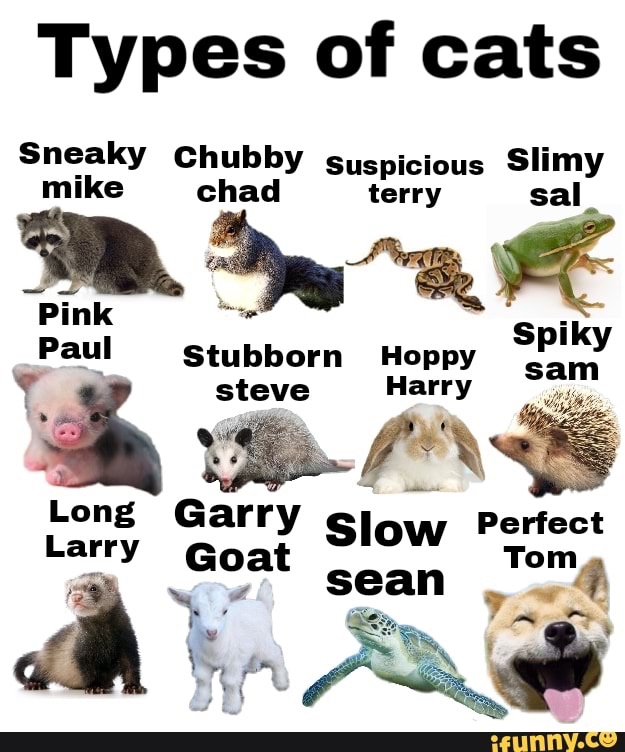 Types of cats
Sneaky
mike
Chubby
chad
Suspicious
terry
Slimy
sal
Pink
Paul
Stubborn
steve
Hoppy
Harry
Spiky
sam
Long
Larry
Garry
Goat
Slow
sean
Perfect
Tom
ifunny.co